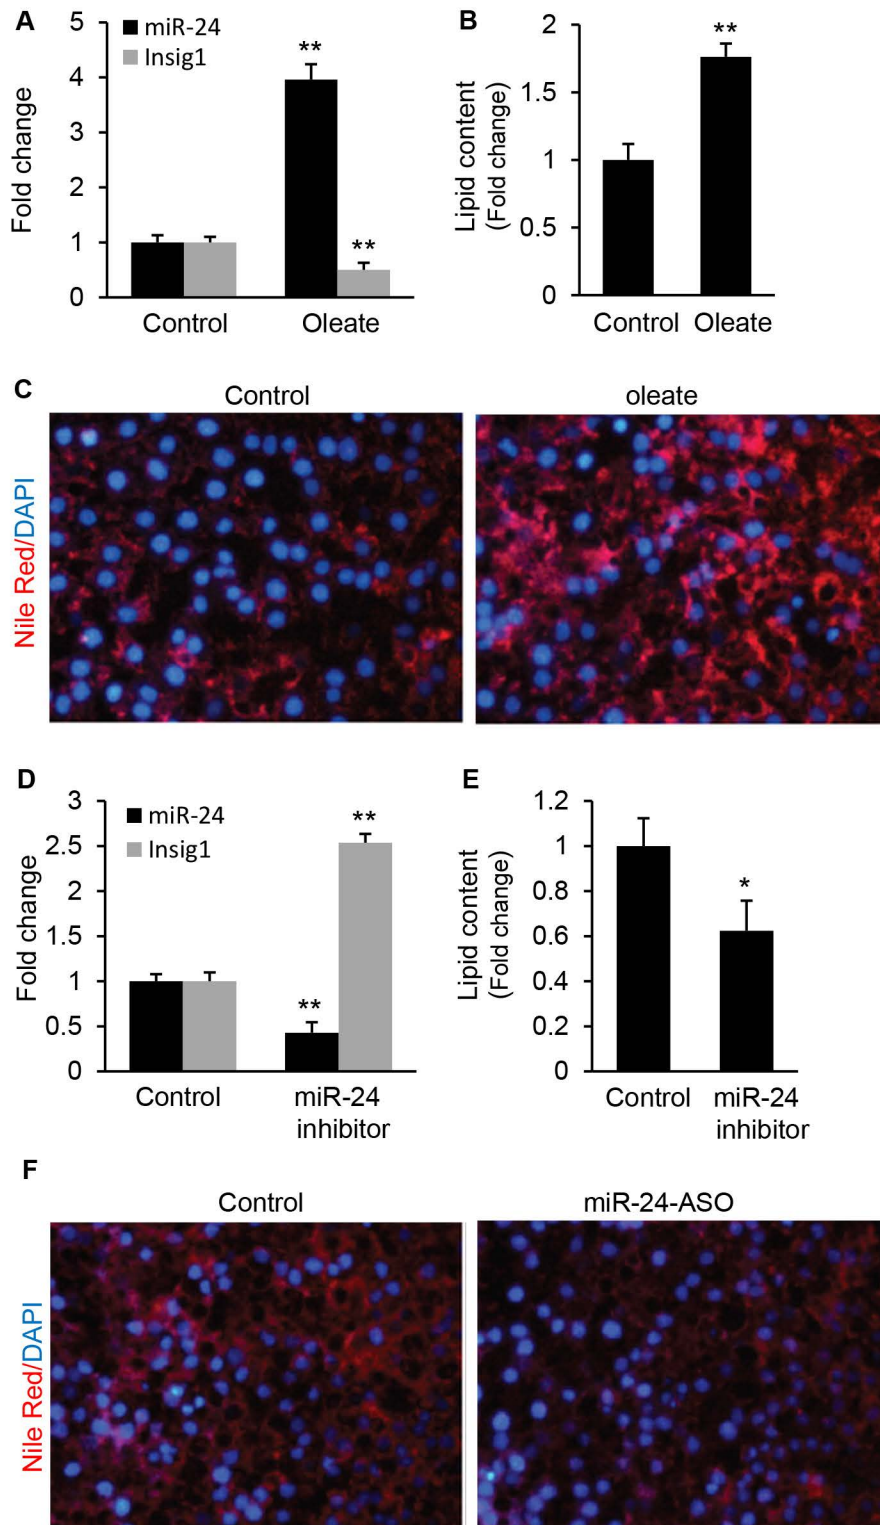 A
5
4
3
2
1
0
Fold change
miR-24
Insig1
**
**
Control
Oleate
B
2
1.5
1
0.5
0
Lipid content
(Fold change)
**
Control
Oleate
C
Control
oleate
Nile Red/DAPI
D
3
2.5
2
1.5
1
0.5
0
Fold change
miR-24
Insig1
**
**
Control
miR-24
inhibitor
E
1.2
1
0.8
0.6
0.4
0.2
0
Lipid content
(Fold change)
*
Control
miR-24
inhibitor
F
Control
miR-24-ASO
Nile Red/DAPI